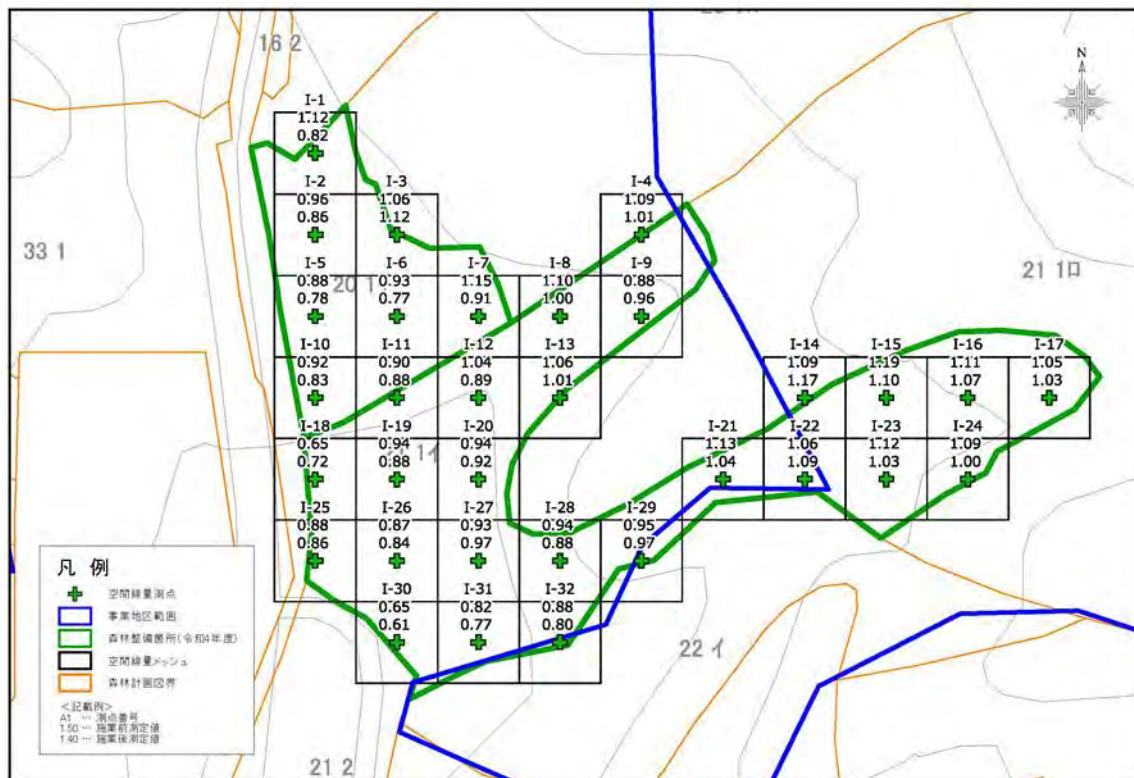 16 2
N
I-1
1.12
0.82
I-2
0.96
0.86
I-3
1.06
1.12
I-4
1.09
1.01
33 1
I-5
0.88
0.78
20 1
I-6
0.93
0.77
I-7
1.15
0.91
I-8
1.10
1.00
I-9
0.88
0.96
21 1ロ
I-10
0.92
0.83
I-11
0.90
0.88
I-12
1.04
0.89
I-13
1.06
1.01
I-14
1.09
1.17
I-15
1.19
1.10
I-16
1.11
1.07
I-17
1.05
1.03
I-18
0.65
0.72
I-19
0.94
0.88
イ
I-20
0.94
0.92
I-21
1.13
1.04
I-22
1.06
1.09
I-23
1.12
1.03
I-24
1.09
1.00
I-25
0.88
0.86
I-26
0.87
0.84
I-27
0.93
0.97
I-28
0.94
0.88
I-29
0.95
0.97
I-30
0.65
0.61
I-31
0.82
0.77
I-32
0.88
0.80
22 イ
21 2
凡 例
空間線量測点
事業地区範囲
森林整備箇所(令和4年度)
空間線量メッシュ
森林計画図界
<記載例>
A1 … 測点番号
1.50 … 施業前測定値
1.40 … 施業後測定値